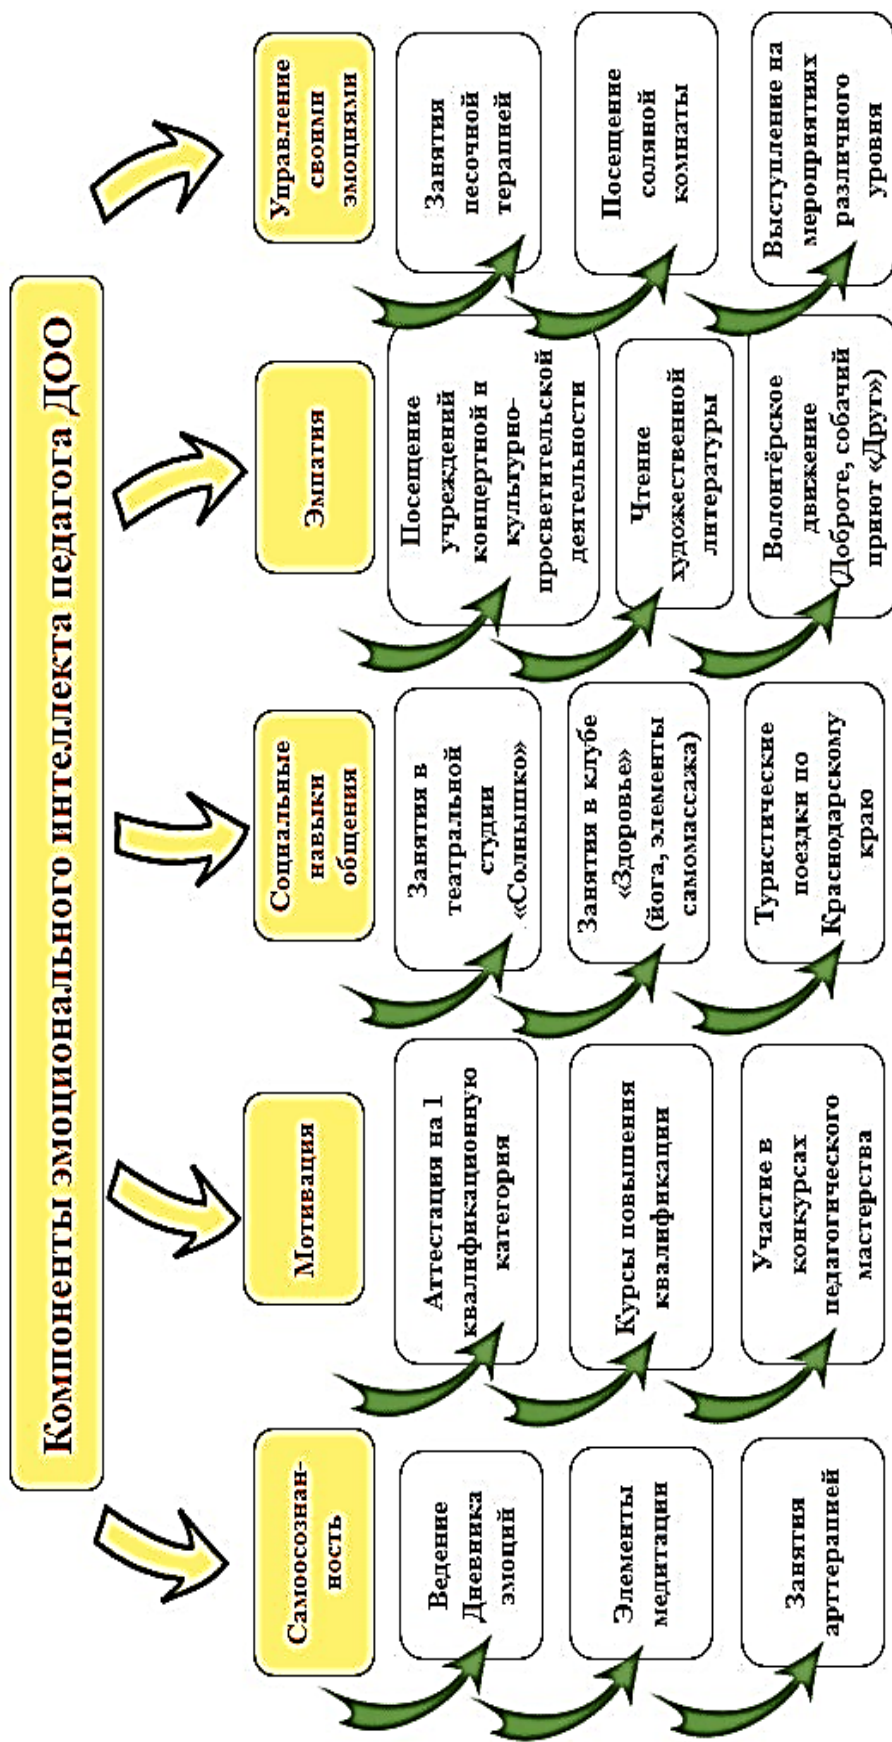 Компоненты эмоционального интеллекта педагога ДОО
Самоосознан-
ность
Ведение
Дневника
эмоций
Элементы
медитации
Занятия
арттерапией
Мотивация
Аттестация на 1
квалификационную
категория
Курсы повышения
квалификации
Участие в
конкурсах
педагогического
мастерства
Социальные
навыки
общения
Занятия в
театральной
студии
«Солнышко»
Занятия в клубе
«Здоровье»
(йога, элементы
самомассажа)
Туристические
поездки по
Краснодарскому
краю
Эмпатия
Посещение
учреждений
концертной и
культурно-
просветительской
деятельности
Чтение
художественной
литературы
Волонтёрское
движение
(Доброте, собачий
приют «Друг»)
Управление
своими
эмоциями
Занятия
песочной
терапией
Посещение
соляной
комнаты
Выступление на
мероприятиях
различного
уровня